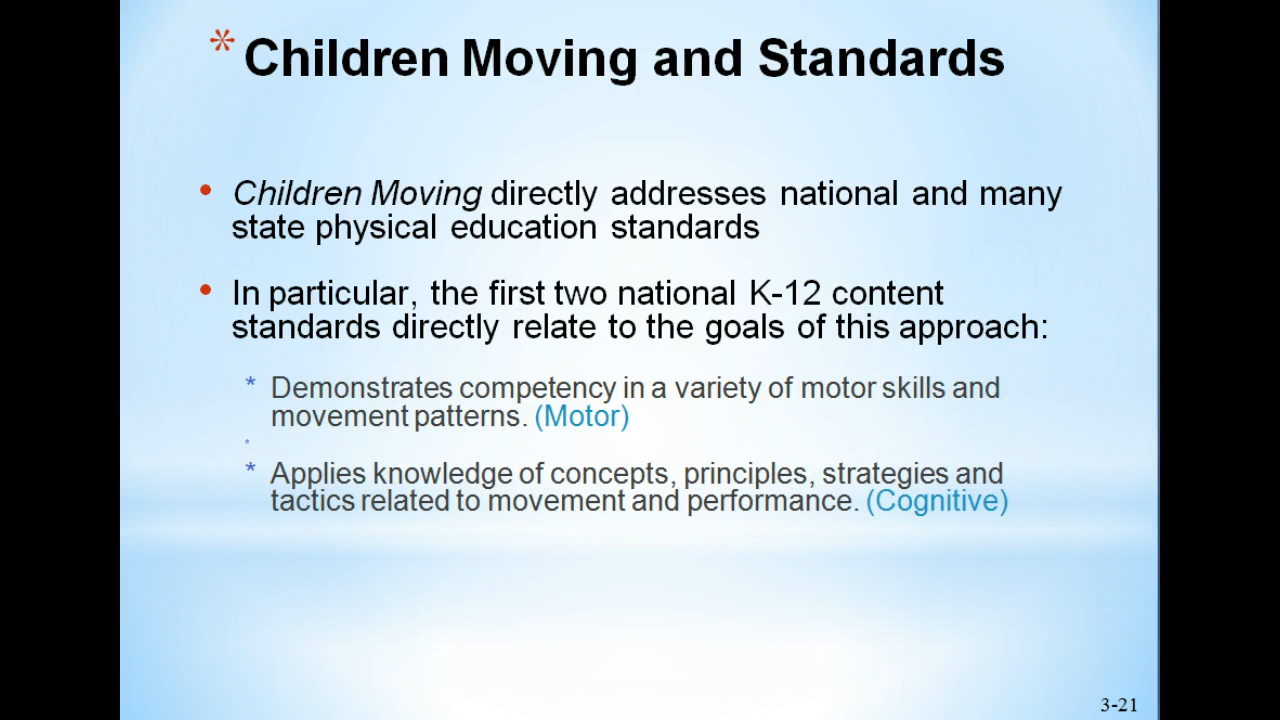 * Children Moving and Standards
• Children Moving directly addresses national and many
state physical education standards
• In particular, the first two national K-12 content
standards directly relate to the goals of this approach:
* Demonstrates competency in a variety of motor skills and
movement patterns. (Motor)
*
* Applies knowledge of concepts, principles, strategies and
tactics related to movement and performance. (Cognitive)
3-21